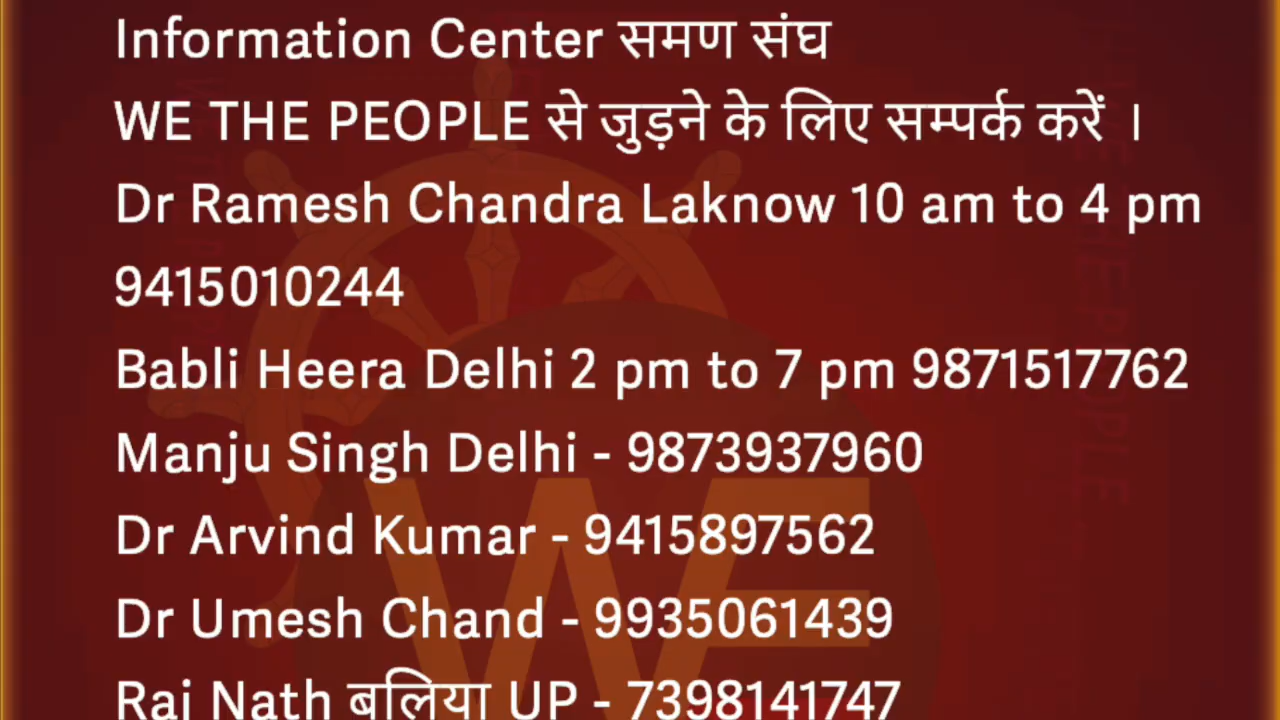 Information Center समण संघ
WE THE PEOPLE से जुड़ने के लिए सम्पर्क करें ।
Dr Ramesh Chandra Laknow 10 am to 4 pm
9415010244
Babli Heera Delhi 2 pm to 7 pm 9871517762
Manju Singh Delhi - 9873937960
Dr Arvind Kumar - 9415897562
Dr Umesh Chand - 9935061439
Raj Nath बलिया UP - 7398141747
WE